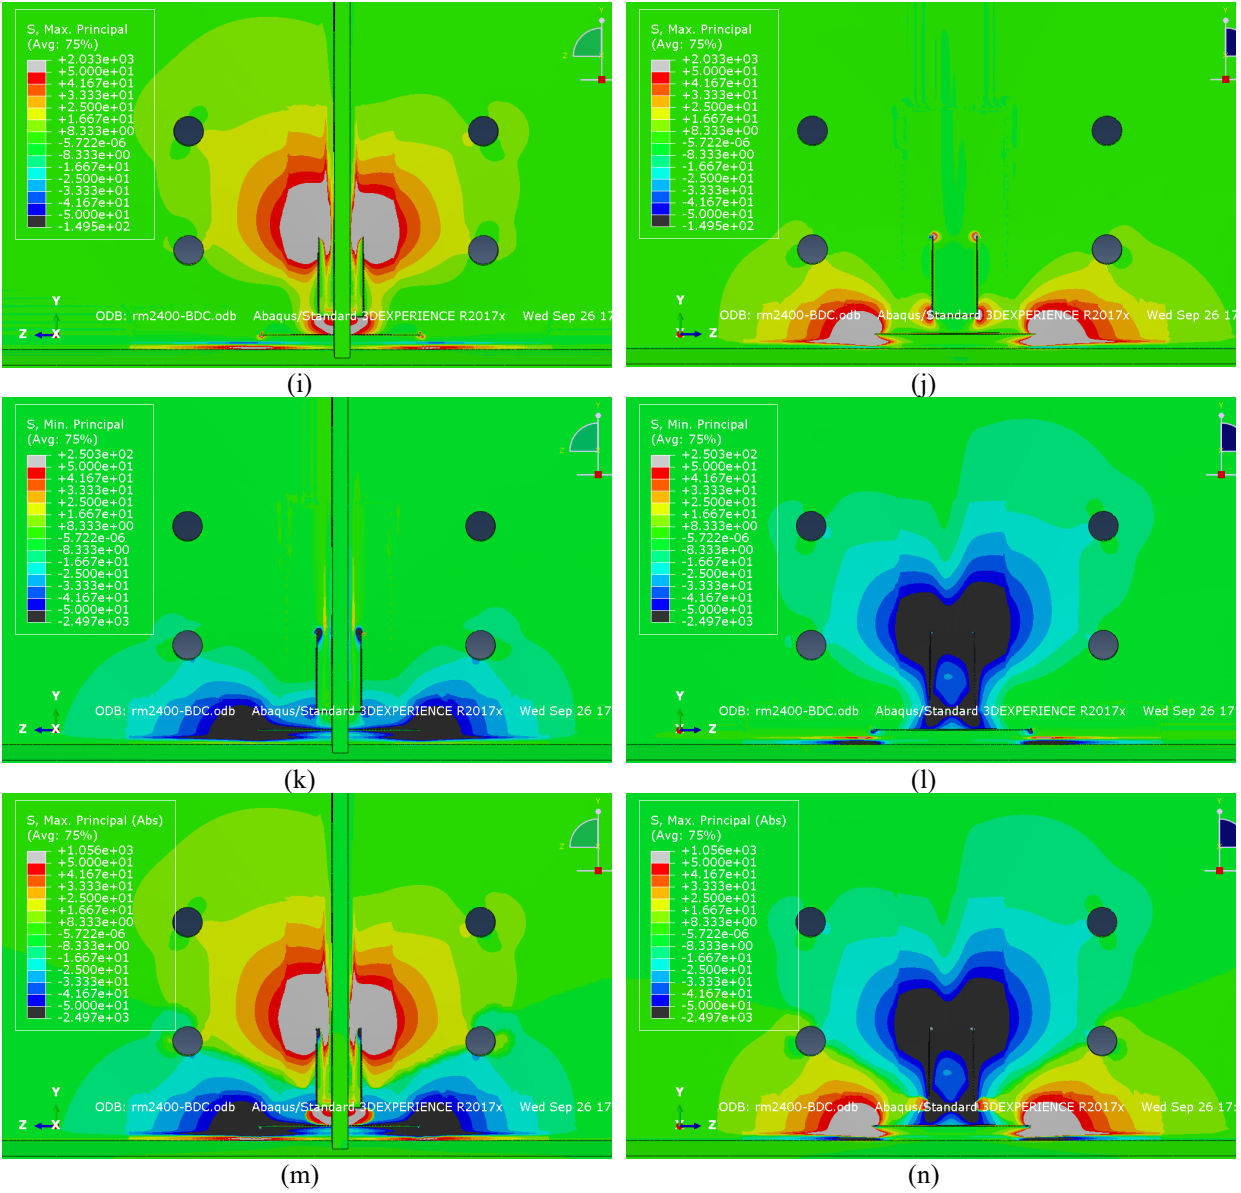 S, Max. Principal
(Avg: 75%)
+2.033e+03
+5.000e+01
+4.167e+01
+3.333e+01
+2.500e+01
+1.667e+01
+8.333e+00
-5.722e-06
-8.333e+00
-1.667e+01
-2.500e+01
-3.333e+01
-4.167e+01
-5.000e+01
-1.495e+02
Y
Z
Y
Z X
ODB: rm2400-BDC.odb Abaqus/Standard 3DEXPERIENCE R2017x Wed Sep 26 17
(i)
S, Max. Principal
(Avg: 75%)
+2.033e+03
+5.000e+01
+4.167e+01
+3.333e+01
+2.500e+01
+1.667e+01
+8.333e+00
-5.722e-06
-8.333e+00
-1.667e+01
-2.500e+01
-3.333e+01
-4.167e+01
-5.000e+01
-1.495e+02
Y
Y
Z
ODB: rm2400-BDC.odb Abaqus/Standard 3DEXPERIENCE R2017x Wed Sep 26 17
(j)
S, Min. Principal
(Avg: 75%)
+2.503e+02
+5.000e+01
+4.167e+01
+3.333e+01
+2.500e+01
+1.667e+01
+8.333e+00
-5.722e-06
-8.333e+00
-1.667e+01
-2.500e+01
-3.333e+01
-4.167e+01
-5.000e+01
-2.497e+03
Y
Z
Y
Z X
ODB: rm2400-BDC.odb Abaqus/Standard 3DEXPERIENCE R2017x Wed Sep 26 17
(k)
S, Min. Principal
(Avg: 75%)
+2.503e+02
+5.000e+01
+4.167e+01
+3.333e+01
+2.500e+01
+1.667e+01
+8.333e+00
-5.722e-06
-8.333e+00
-1.667e+01
-2.500e+01
-3.333e+01
-4.167e+01
-5.000e+01
-2.497e+03
Y
Y
Z
ODB: rm2400-BDC.odb Abaqus/Standard 3DEXPERIENCE R2017x Wed Sep 26 17
(l)
S, Max. Principal (Abs)
(Avg: 75%)
+1.056e+03
+5.000e+01
+4.167e+01
+3.333e+01
+2.500e+01
+1.667e+01
+8.333e+00
-5.722e-06
-8.333e+00
-1.667e+01
-2.500e+01
-3.333e+01
-4.167e+01
-5.000e+01
-2.497e+03
Y
Z
Y
Z X
ODB: rm2400-BDC.odb Abaqus/Standard 3DEXPERIENCE R2017x Wed Sep 26 17
(m)
S, Max. Principal (Abs)
(Avg: 75%)
+1.056e+03
+5.000e+01
+4.167e+01
+3.333e+01
+2.500e+01
+1.667e+01
+8.333e+00
-5.722e-06
-8.333e+00
-1.667e+01
-2.500e+01
-3.333e+01
-4.167e+01
-5.000e+01
-2.497e+03
Y
Y
Z
ODB: rm2400-BDC.odb Abaqus/Standard 3DEXPERIENCE R2017x Wed Sep 26 17:
(n)